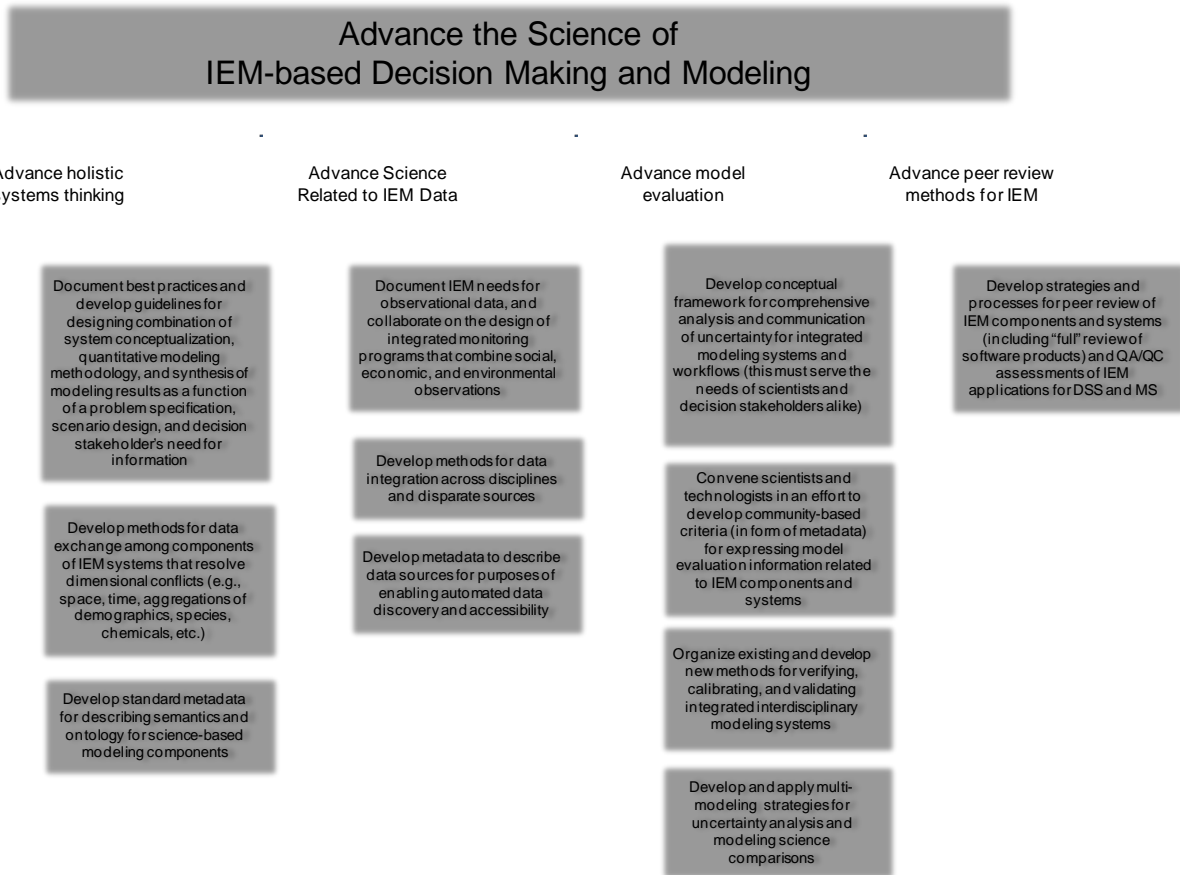 Advance the Science of
IEM-based Decision Making and Modeling
Advance holistic
systems thinking
Document best practices and
develop guidelines for
designing combination of
system conceptualization,
quantitative modeling
methodology, and synthesis of
modeling results as a function
of a problem specification,
scenario design, and decision
stakeholder's need for
information
Develop methods for data
exchange among components
of IEM systems that resolve
dimensional conflicts (e.g.,
space, time, aggregations of
demographics, species,
chemicals, etc.)
Develop standard metadata
for describing semantics and
ontology for science-based
modeling components
Advance Science
Related to IEM Data
Document IEM needs for
observational data, and
collaborate on the design of
integrated monitoring
programs that combine social,
economic, and environmental
observations
Develop methods for data
integration across disciplines
and disparate sources
Develop metadata to describe
data sources for purposes of
enabling automated data
discovery and accessibility
Advance model
evaluation
Develop conceptual
framework for comprehensive
analysis and communication
of uncertainty for integrated
modeling systems and
workflows (this must serve the
needs of scientists and
decision stakeholders alike)
Convene scientists and
technologists in an effort to
develop community-based
criteria (in form of metadata)
for expressing model
evaluation information related
to IEM components and
systems
Organize existing and develop
new methods for verifying,
calibrating, and validating
integrated interdisciplinary
modeling systems
Develop and apply multi-
modeling strategies for
uncertainty analysis and
modeling science
comparisons
Advance peer review
methods for IEM
Develop strategies and
processes for peer review of
IEM components and systems
(including "full" review of
software products) and QA/QC
assessments of IEM
applications for DSS and MS